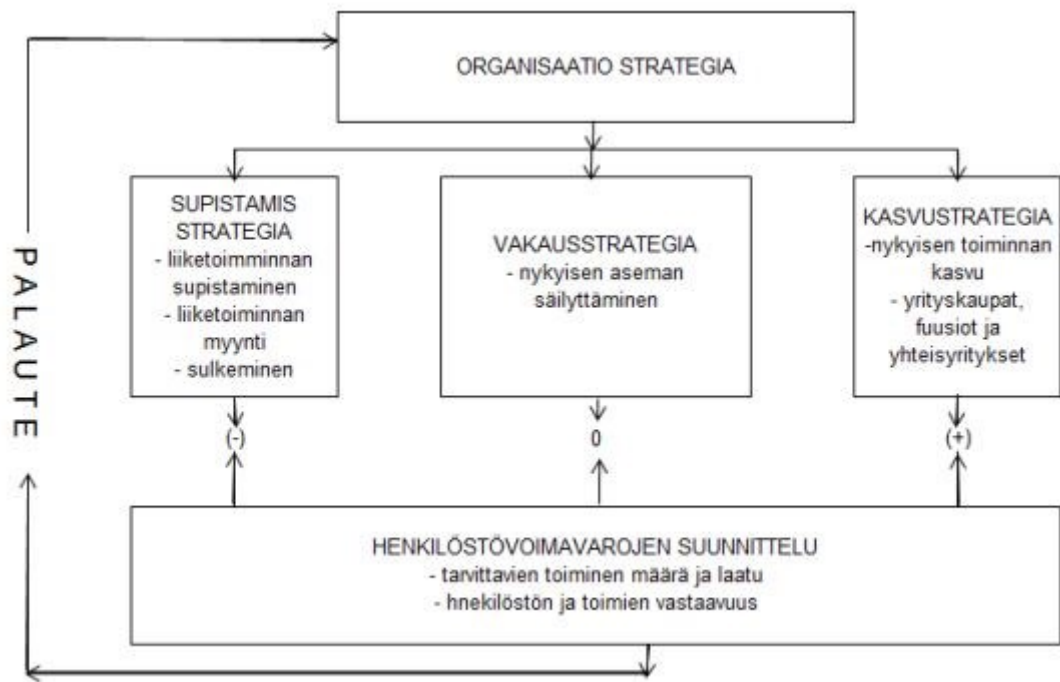 ORGANISAATIO STRATEGIA
SUPISTAMIS
STRATEGIA
- liiketoimminnan
supistaminen
- liiketoiminnan
myynti
- sulkeminen
VAKAUSSTRATEGIA
- nykyisen aseman
säilyttäminen
KASVUSTRATEGIA
-nykyisen toiminnan
kasvu
- yrityskaupat,
fuusiot ja
yhteisyritykset
PALAUTE
(-)
0
(+)
HENKILÖSTÖVOIMAVAROJEN SUUNNITTELU
- tarvittavien toiminen määrä ja laatu
- hnekilöstön ja toimien vastaavuus